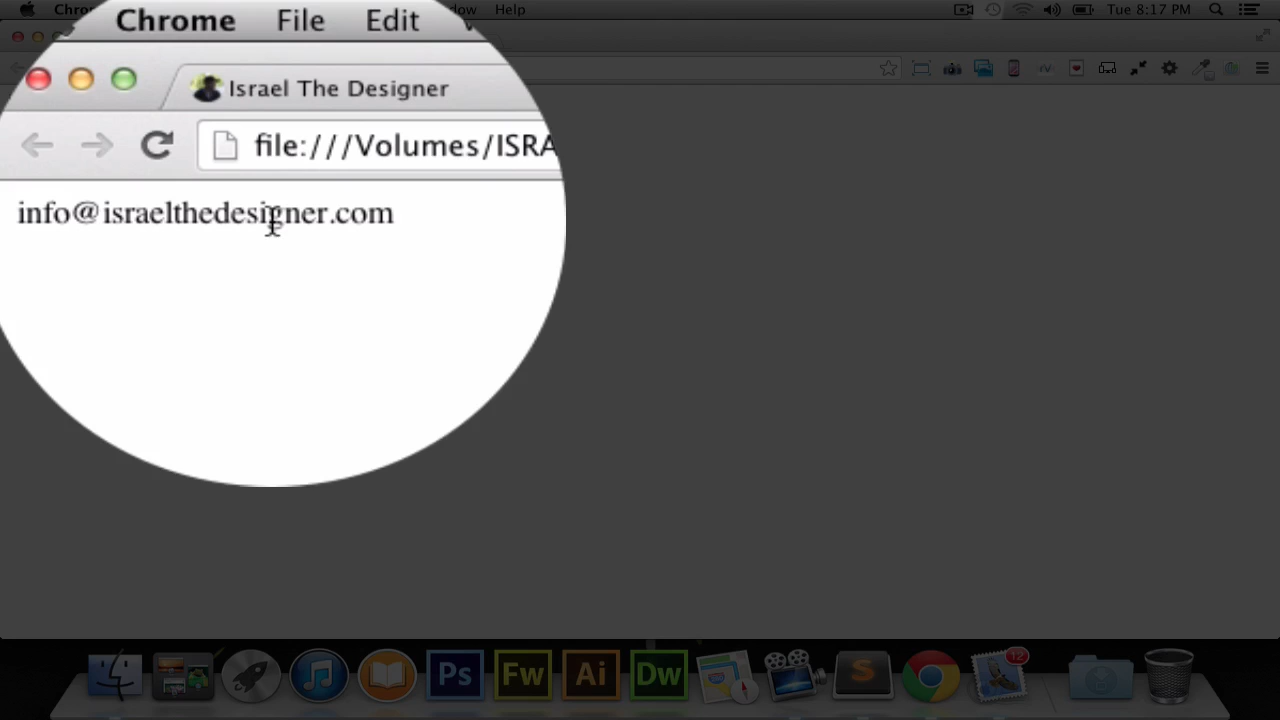 Chrome File Edit
Help
Tue 8:17 PM
Israel The Designer
file:///Volumes/ISRA
info@israelthedesigner.com
Ps
Fw
Ai
Dw
S
12